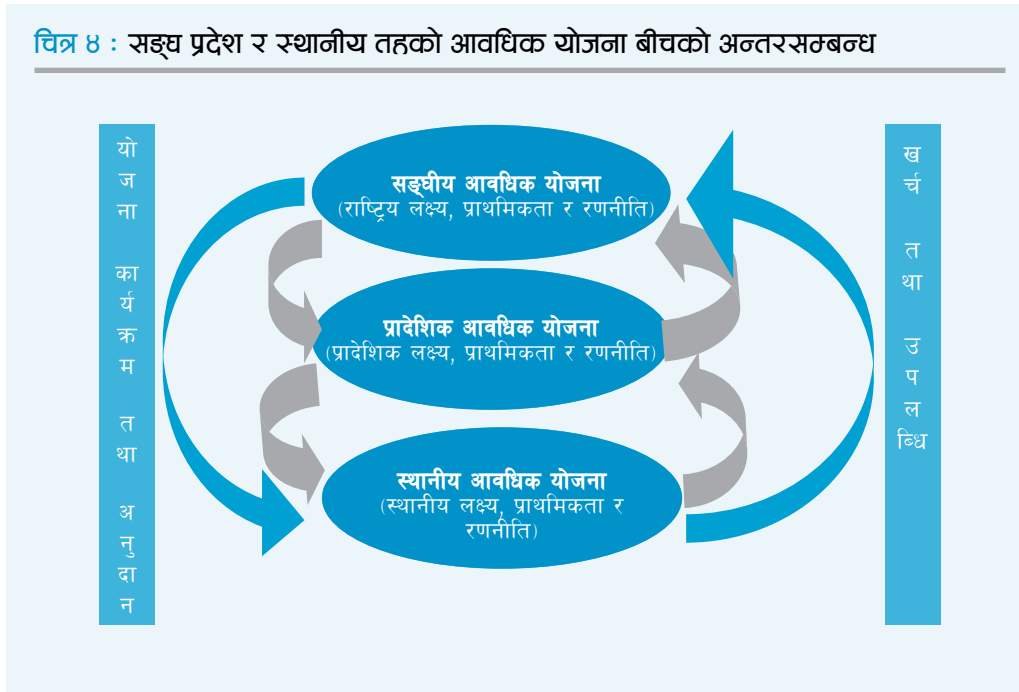 चित्र ४ : सङ्घ प्रदेश र स्थानीय तहको आवधिक योजना बीचको अन्तरसम्बन्ध
योजना कार्यक्रम तथा अनुदान
सङ्घीय आवधिक योजना
(राष्ट्रिय लक्ष्य, प्राथमिकता र रणनीति)
प्रादेशिक आवधिक योजना
(प्रादेशिक लक्ष्य, प्राथमिकता र रणनीति)
स्थानीय आवधिक योजना
(स्थानीय लक्ष्य, प्राथमिकता र
रणनीति)
खर्च तथा उपलब्धि